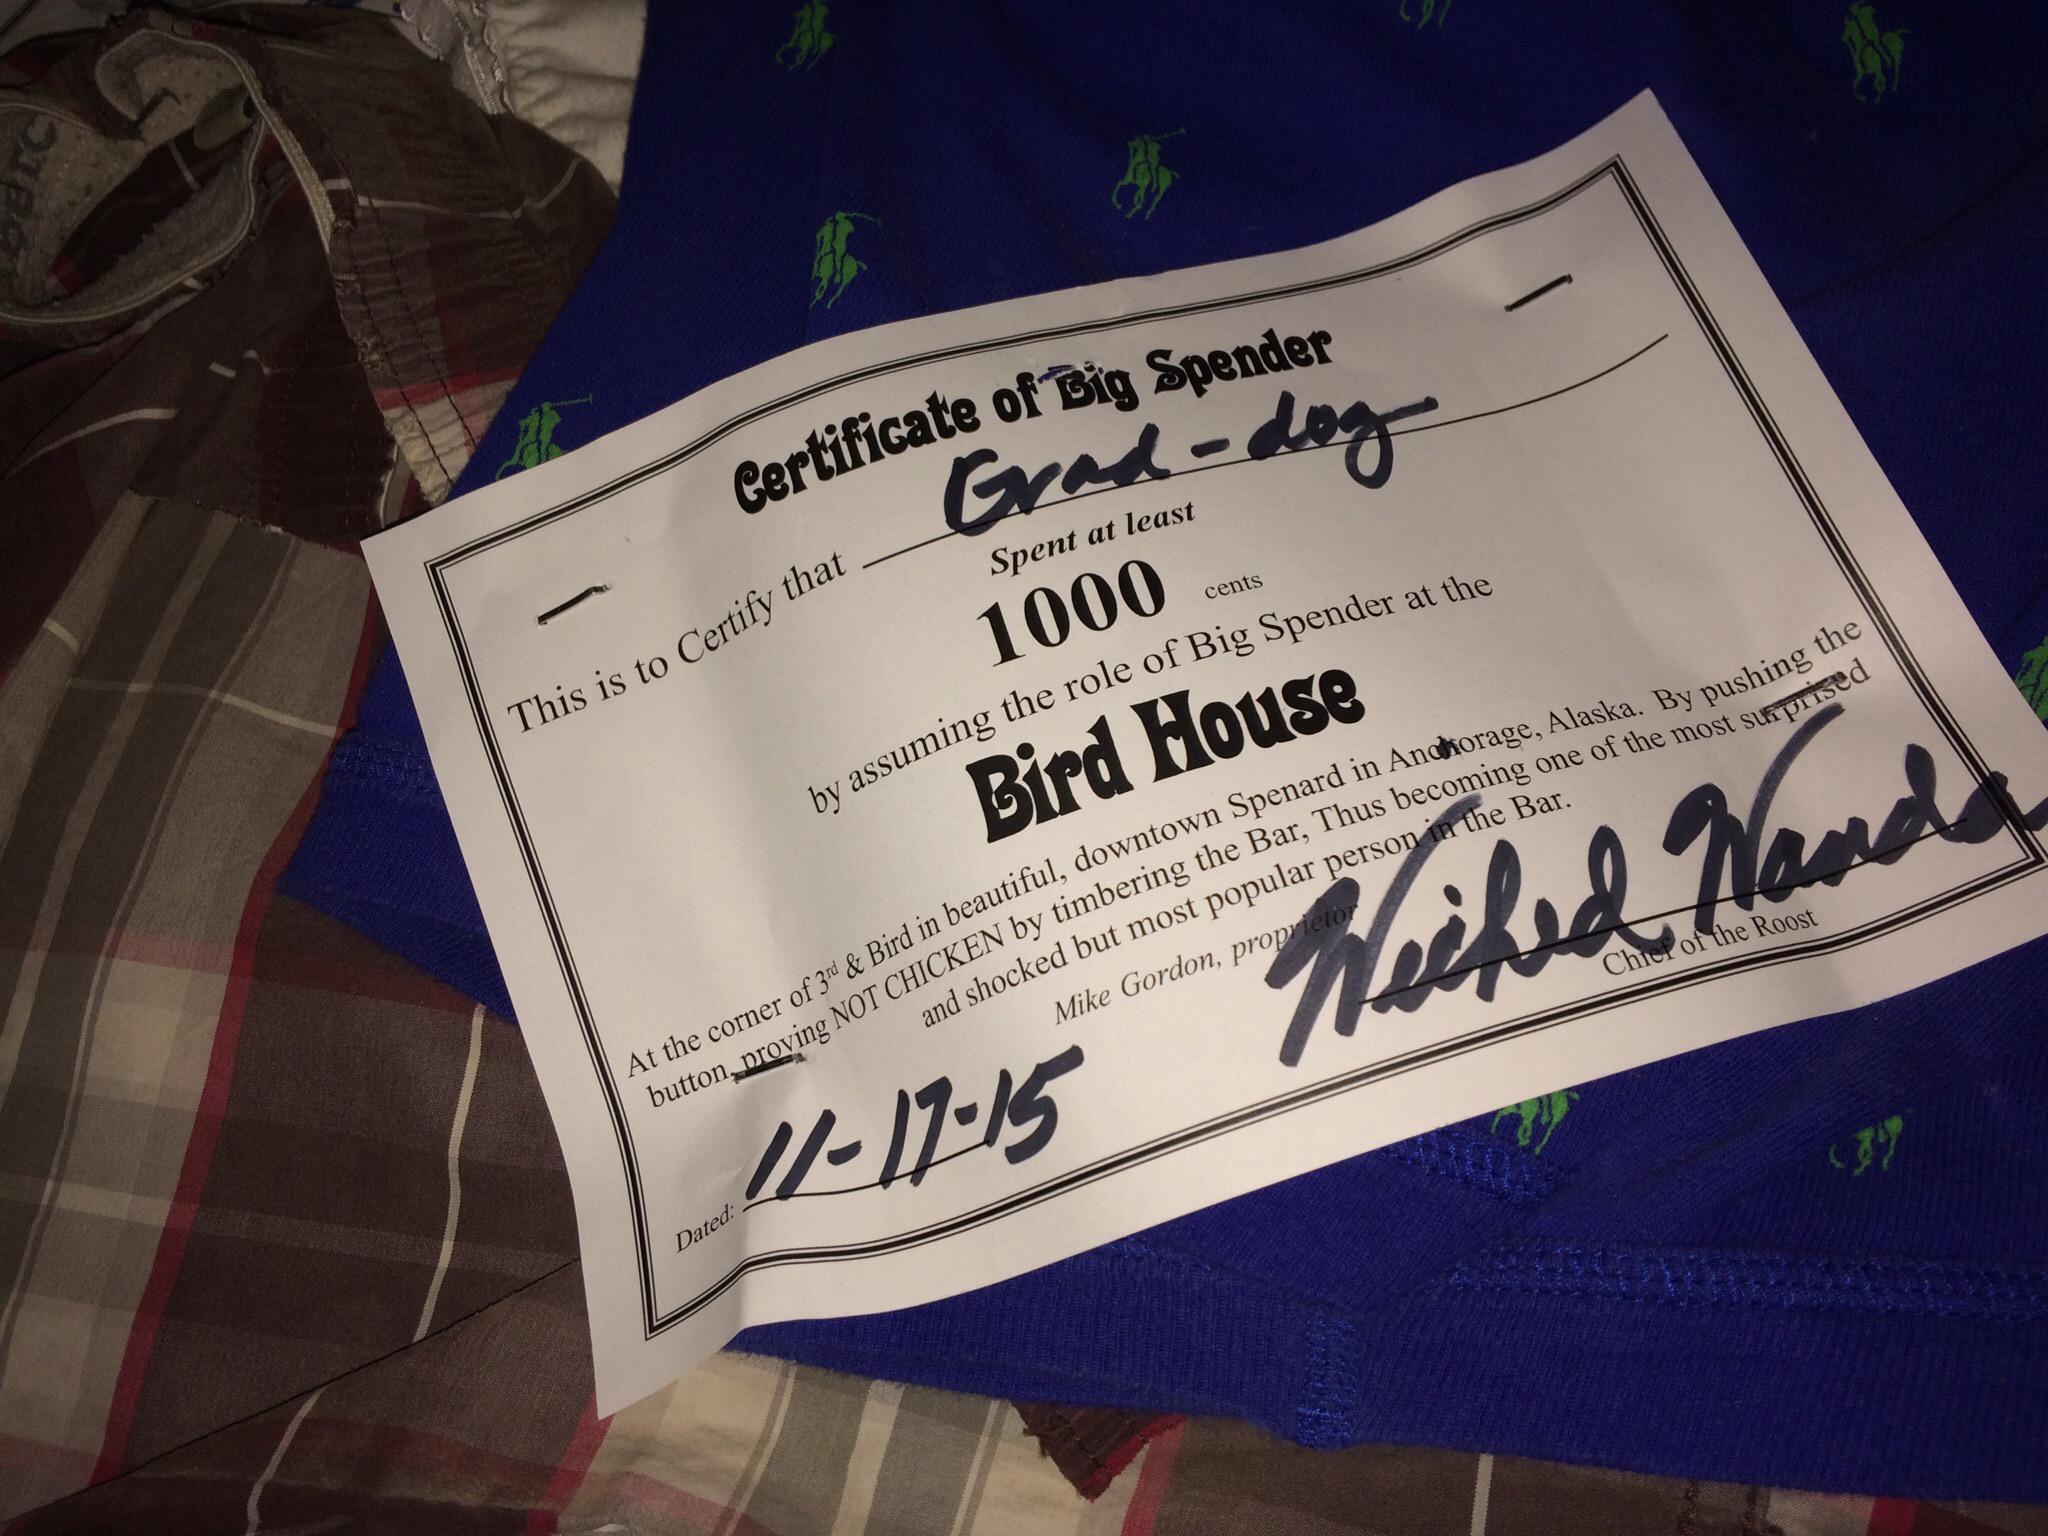 Certificate of Big Spender
This is to Certify that Grad-dog
Spent at least
1000 cents
by assuming the role of Big Spender at the
Bird House
At the corner of 3rd & Bird in beautiful, downtown Spenard in Anchorage, Alaska. By pushing the
button, proving NOT CHICKEN by timbering the Bar, Thus becoming one of the most surprised
and shocked but most popular person in the Bar.
Mike Gordon, proprietor
Wicked Wanda
Chief of the Roost
Dated: 11-17-15